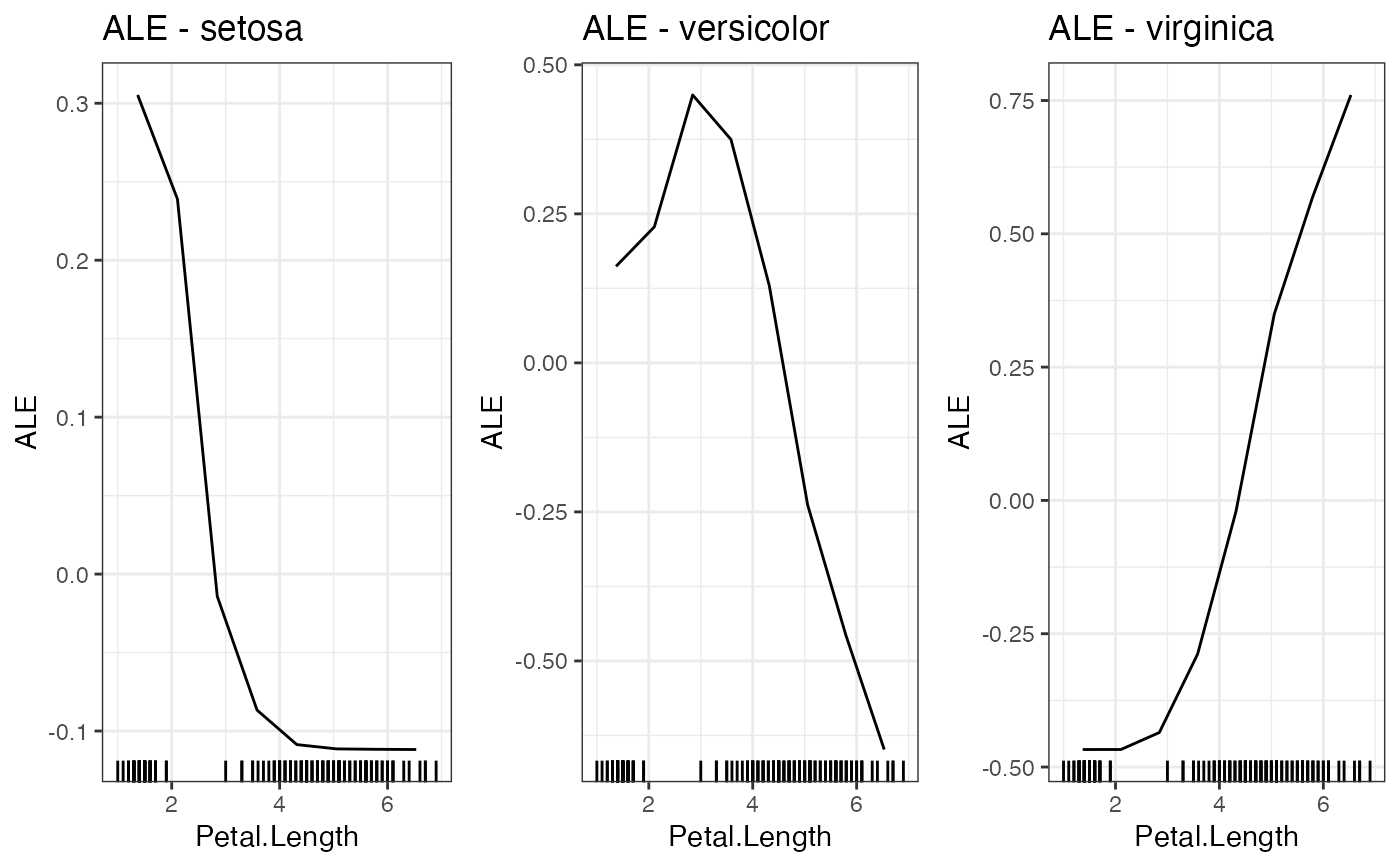 ALE - setosa
0.3
0.2
0.1
0.0
-0.1
ALE
2 4 6
Petal.Length
ALE - versicolor
0.50
0.25
0.00
-0.25
-0.50
ALE
2 4 6
Petal.Length
ALE - virginica
0.75
0.50
0.25
0.00
-0.25
-0.50
ALE
2 4 6
Petal.Length